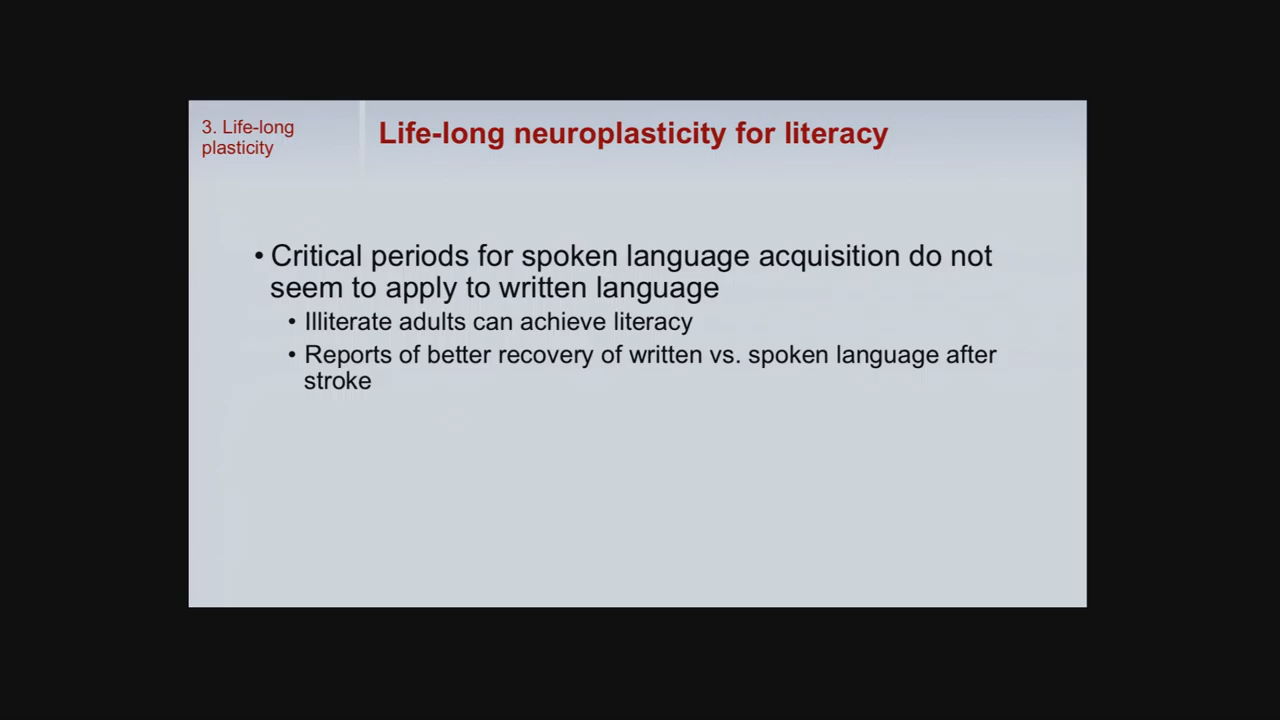 3. Life-long
plasticity
Life-long neuroplasticity for literacy
• Critical periods for spoken language acquisition do not
seem to apply to written language
• Illiterate adults can achieve literacy
• Reports of better recovery of written vs. spoken language after
stroke